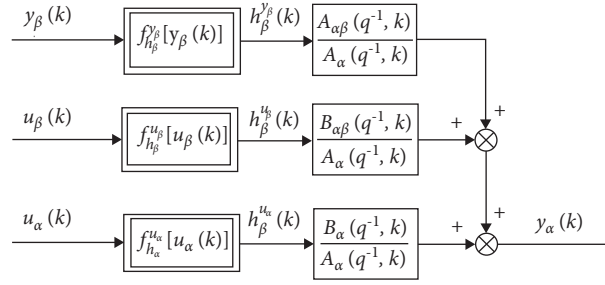 y_β (k) f_{h_β}^{y_β}[y_β (k)] h_β^{y_β}(k) A_{αβ} (q^{-1}, k) / A_α (q^{-1}, k)
+
u_β (k) f_{h_β}^{u_β}[u_β (k)] h_β^{u_β}(k) B_{αβ} (q^{-1}, k) / A_α (q^{-1}, k) +
+
u_α (k) f_{h_α}^{u_α}[u_α (k)] h_β^{u_α}(k) B_α (q^{-1}, k) / A_α (q^{-1}, k) + y_α (k)